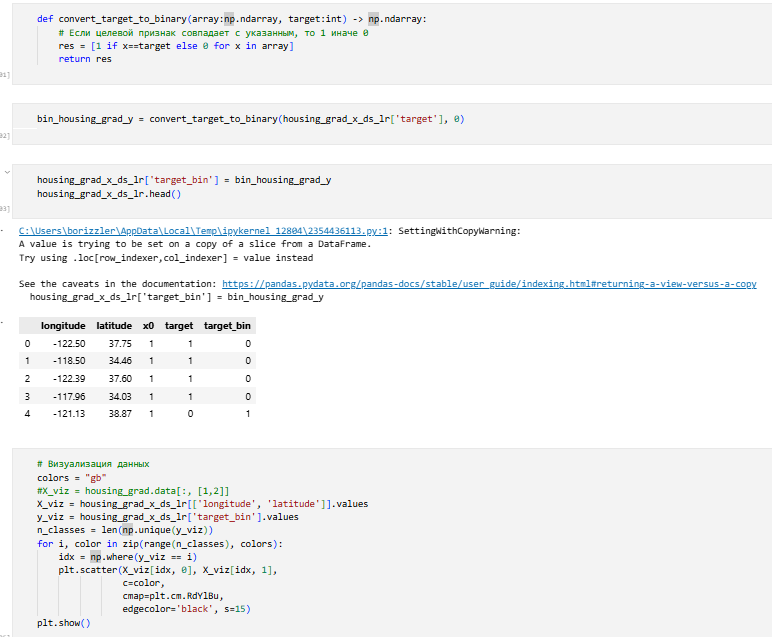 def convert_target_to_binary(array:np.ndarray, target:int) -> np.ndarray:
# Если целевой признак совпадает с указанным, то 1 иначе 0
res = [1 if x==target else 0 for x in array]
return res
bin_housing_grad_y = convert_target_to_binary(housing_grad_x_ds_lr['target'], 0)
housing_grad_x_ds_lr['target_bin'] = bin_housing_grad_y
housing_grad_x_ds_lr.head()
C:\Users\borizzler\AppData\Local\Temp\ipykernel_12804\2354436113.py:1: SettingWithCopyWarning:
A value is trying to be set on a copy of a slice from a DataFrame.
Try using .loc[row_indexer,col_indexer] = value instead
See the caveats in the documentation: https://pandas.pydata.org/pandas-docs/stable/user_guide/indexing.html#returning-a-view-versus-a-copy
housing_grad_x_ds_lr['target_bin'] = bin_housing_grad_y
longitude latitude x0 target target_bin
0 -122.50 37.75 1 1 0
1 -118.50 34.46 1 1 0
2 -122.39 37.60 1 1 0
3 -117.96 34.03 1 1 0
4 -121.13 38.87 1 0 1
# Визуализация данных
colors = "gb"
#X_viz = housing_grad.data[:, [1,2]]
X_viz = housing_grad_x_ds_lr[['longitude', 'latitude']].values
y_viz = housing_grad_x_ds_lr['target_bin'].values
n_classes = len(np.unique(y_viz))
for i, color in zip(range(n_classes), colors):
idx = np.where(y_viz == i)
plt.scatter(X_viz[idx, 0], X_viz[idx, 1],
c=color,
cmap=plt.cm.RdYlBu,
edgecolor='black', s=15)
plt.show()